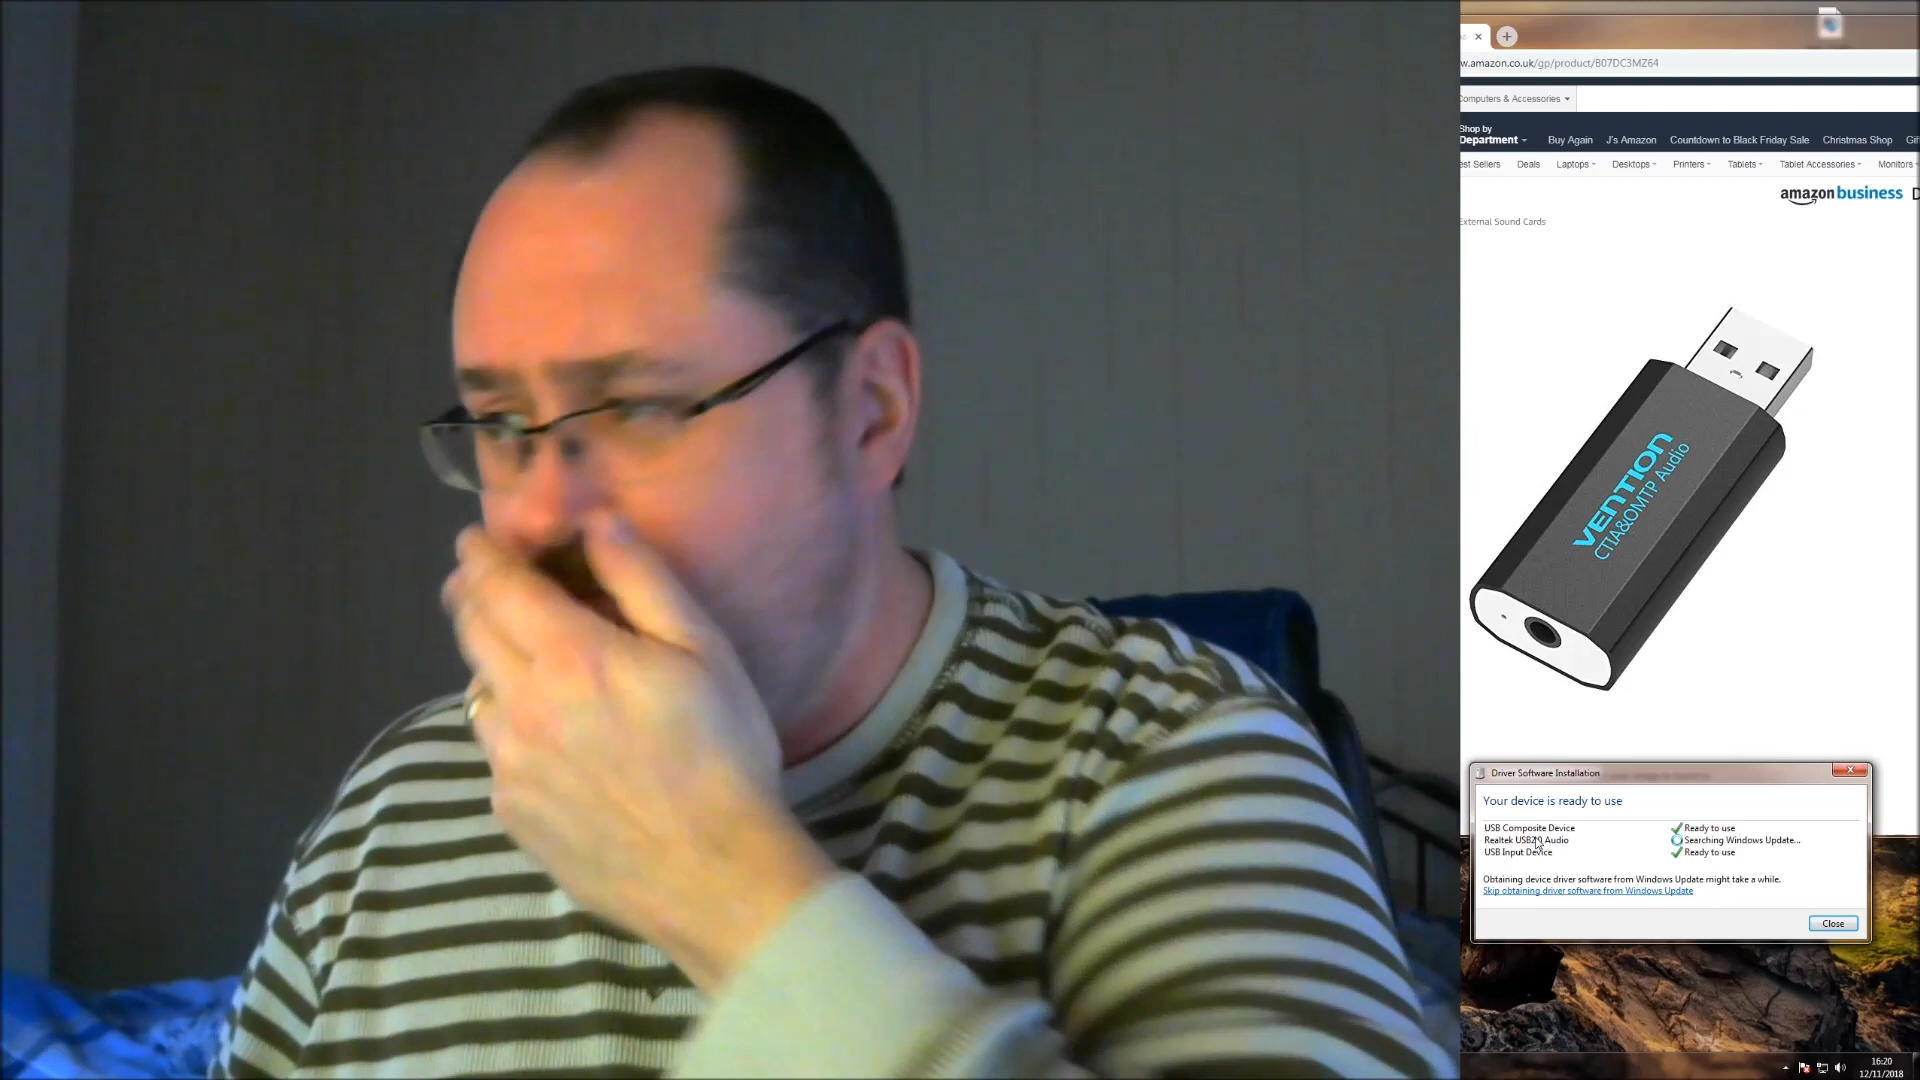 w.amazon.co.uk/gp/product/B07DC3MZ64
Computers & Accessories
Shop by
Department
Buy Again J's Amazon Countdown to Black Friday Sale Christmas Shop
est Sellers Deals Laptops Desktops Printers Tablets Tablet Accessories Monitors
amazon business D
External Sound Cards
VENTION
CTIA&OMTP Audio
Driver Software Installation
Your device is ready to use
USB Composite Device Ready to use
Realtek USB2.0 Audio Searching Windows Update...
USB Input Device Ready to use
Obtaining device driver software from Windows Update might take a while.
Skip obtaining driver software from Windows Update
Close
16:20
12/11/2018